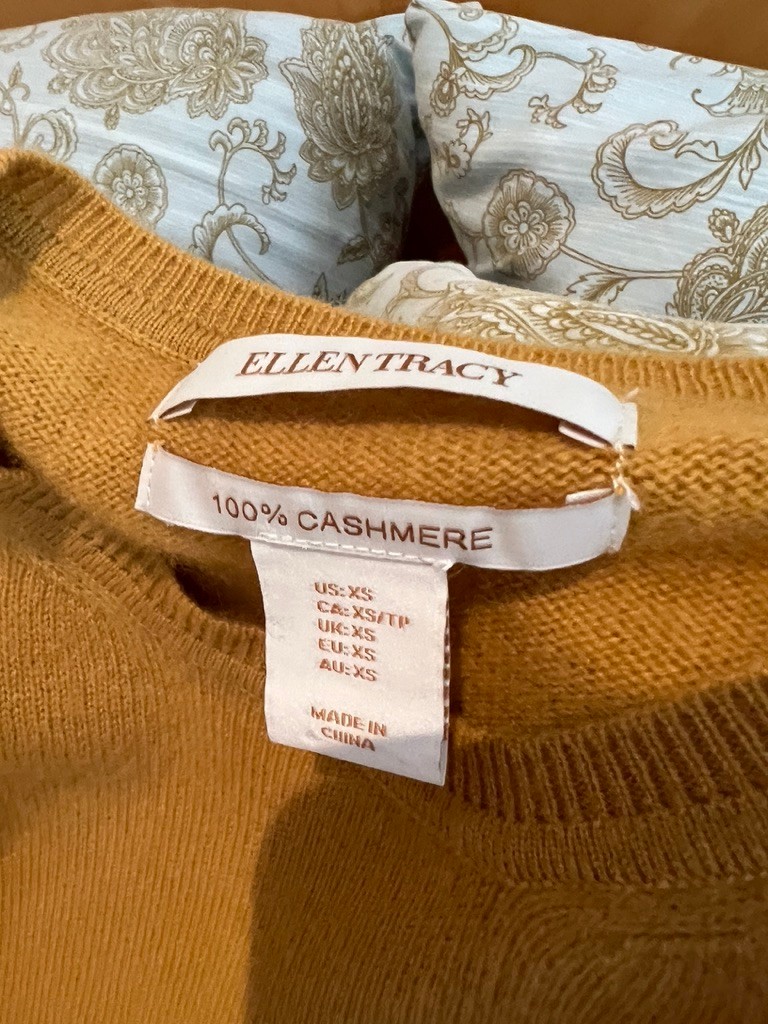 ELLEN TRACY
100% CASHMERE
US: XS
CA: XS/TP
UK: XS
EU: XS
AU: XS
MADE IN
CHINA